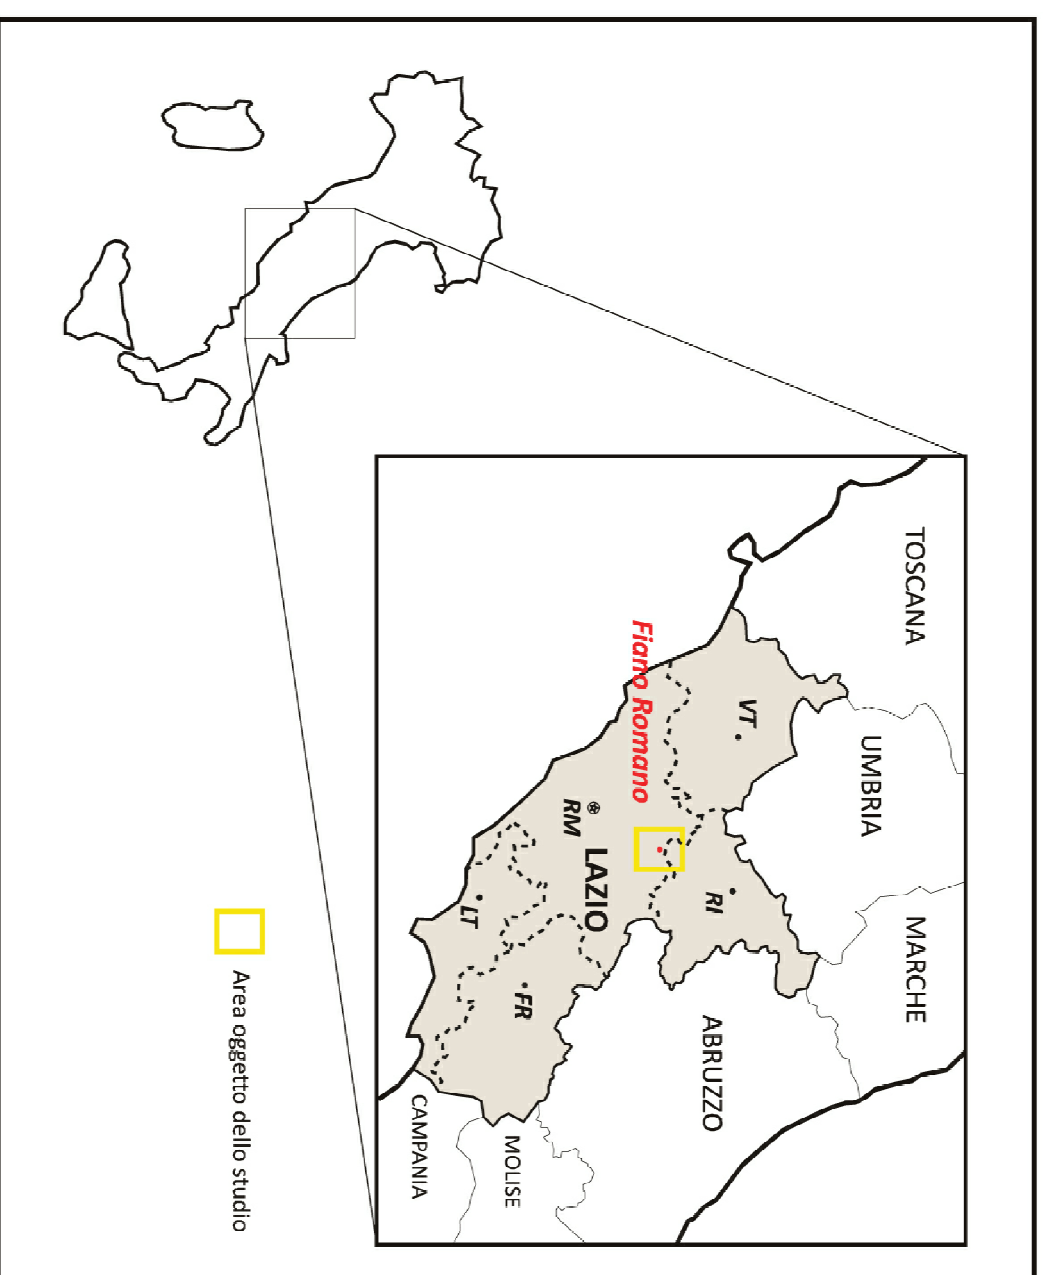 TOSCANA
UMBRIA
MARCHE
VT
RI
ABRUZZO
Fiano Romano
RM
LAZIO
LT
FR
MOLISE
CAMPANIA
Area oggetto dello studio